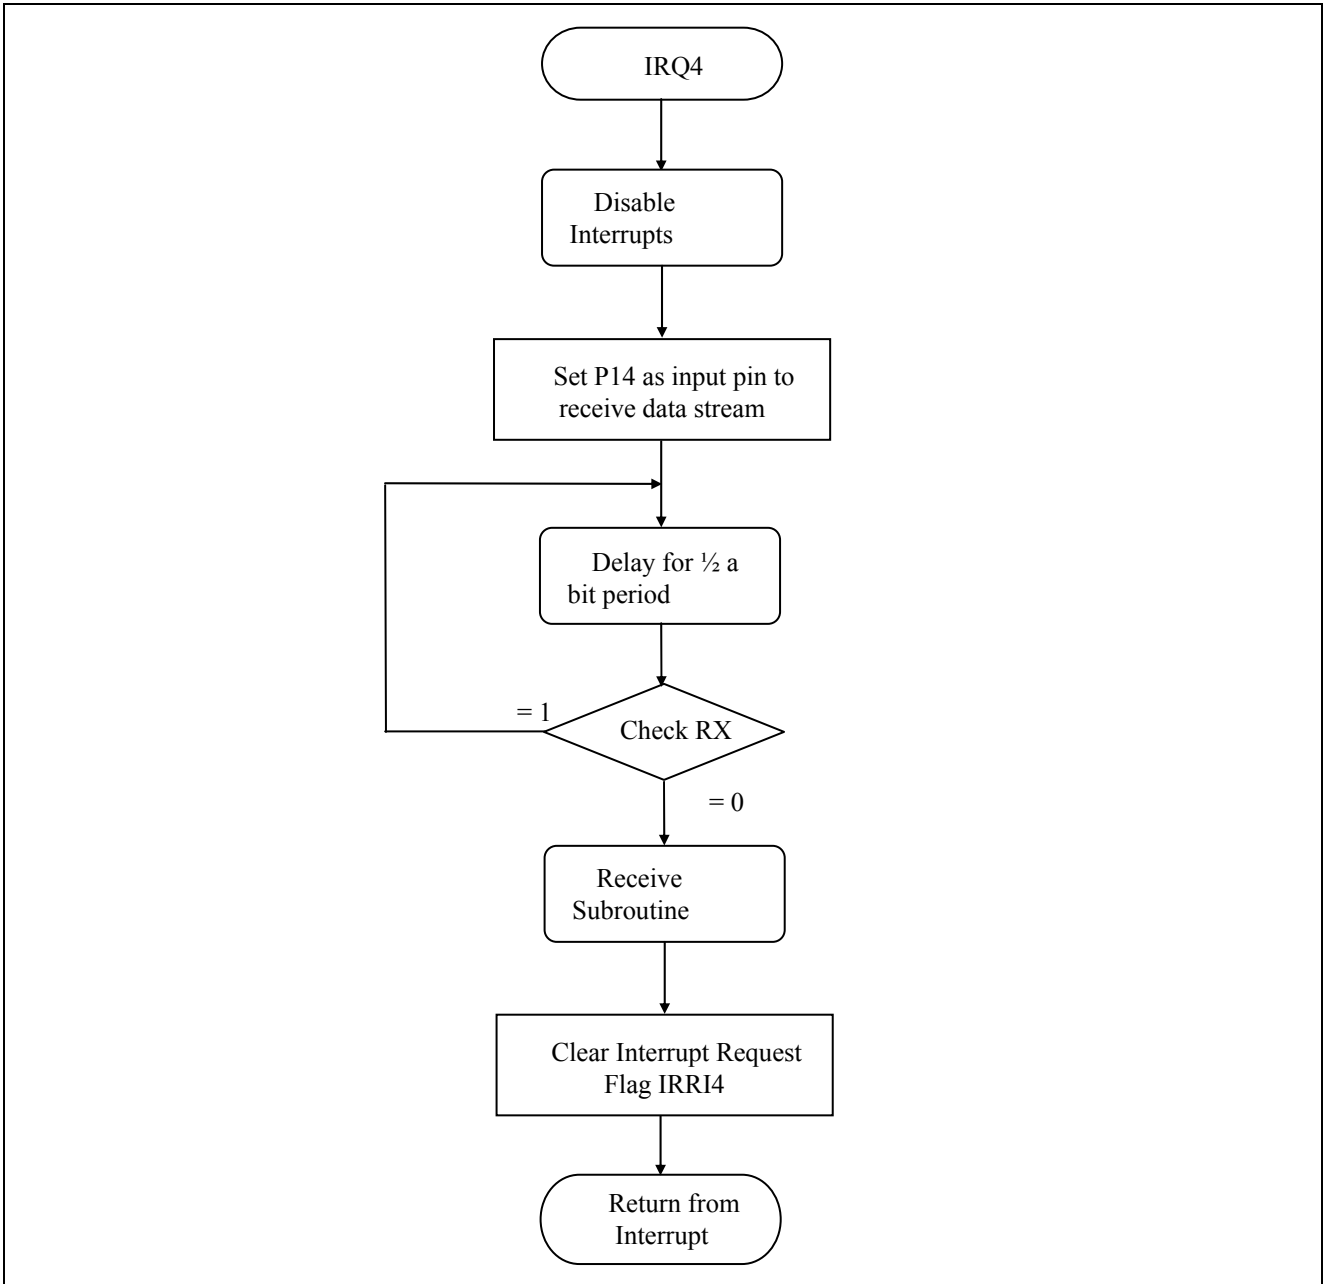 IRQ4
Disable
Interrupts
Set P14 as input pin to
receive data stream
Delay for ½ a
bit period
= 1
Check RX
= 0
Receive
Subroutine
Clear Interrupt Request
Flag IRRI4
Return from
Interrupt